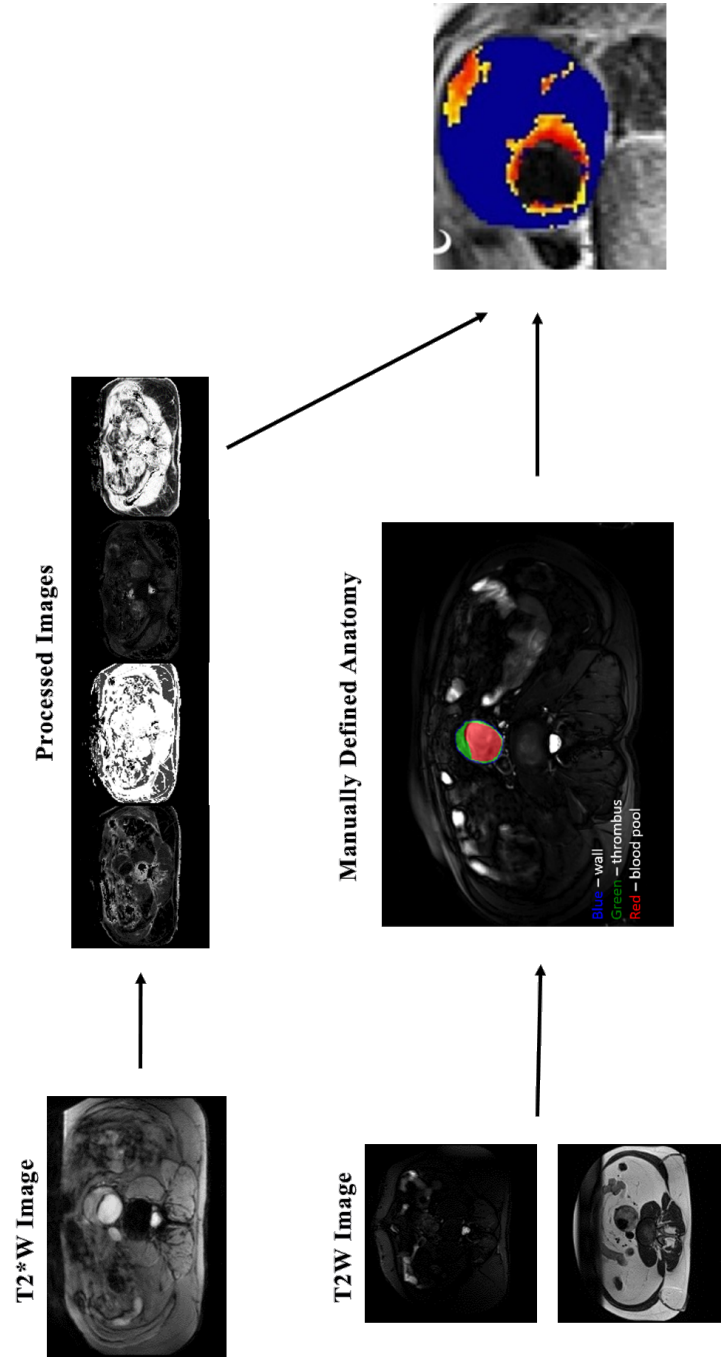 T2*W Image
Processed Images
T2W Image
Manually Defined Anatomy
Blue – wall
Green – thrombus
Red – blood pool